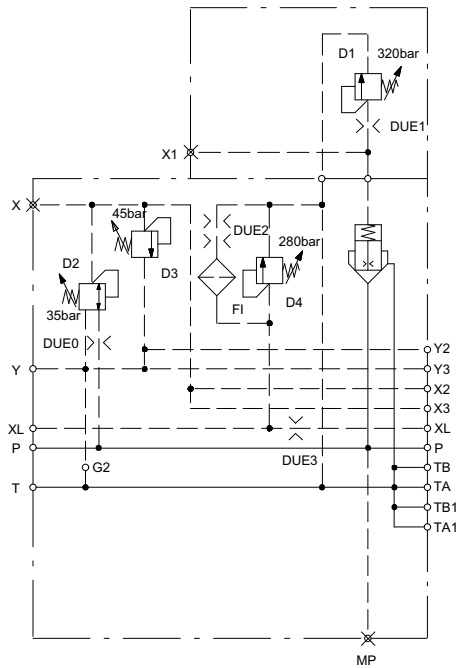 D1
320bar
DUE1
X1
X
45bar
DUE2
280bar
D2
D3
35bar
FI
D4
DUE0
Y2
Y
Y3
X2
X3
XL
XL
P
P
DUE3
G2
TB
T
TA
TB1
TA1
MP